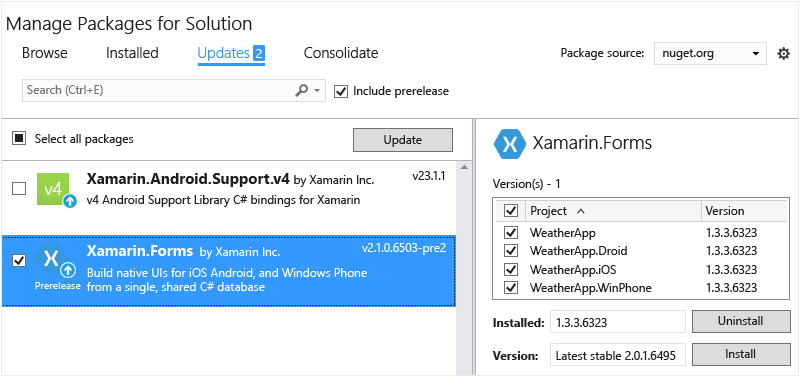 Manage Packages for Solution
Browse Installed Updates 2 Consolidate Package source: nuget.org
Search (Ctrl+E) Include prerelease
Select all packages Update
v4 Xamarin.Android.Support.v4 by Xamarin Inc. v23.1.1
v4 Android Support Library C# bindings for Xamarin
Xamarin.Forms by Xamarin Inc. v2.1.0.6503-pre2
Build native UIs for iOS Android, and Windows Phone
Prerelease from a single, shared C# database
Xamarin.Forms
Version(s) - 1
Project Version
WeatherApp 1.3.3.6323
WeatherApp.Droid 1.3.3.6323
WeatherApp.iOS 1.3.3.6323
WeatherApp.WinPhone 1.3.3.6323
Installed: 1.3.3.6323 Uninstall
Version: Latest stable 2.0.1.6495 Install